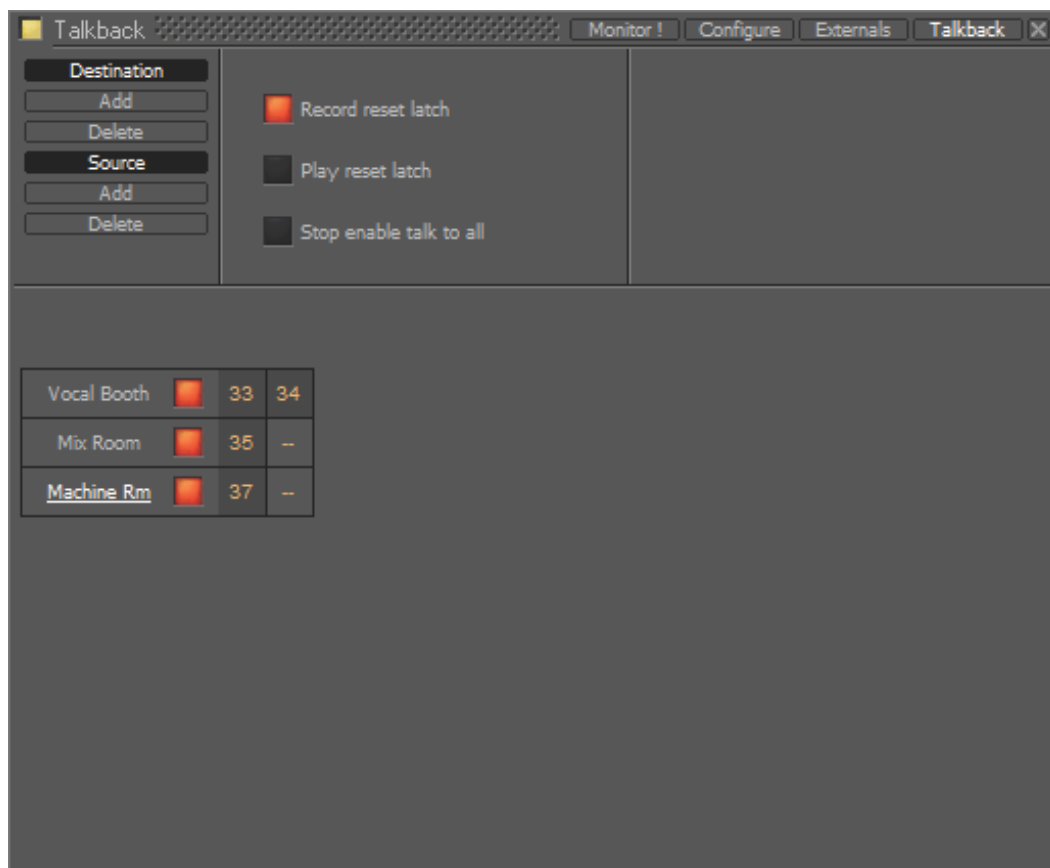 Talkback Monitor ! Configure Externals Talkback X
Destination
Add
Delete
Source
Add
Delete
Record reset latch
Play reset latch
Stop enable talk to all
Vocal Booth 33 34
Mix Room 35 --
Machine Rm 37 --